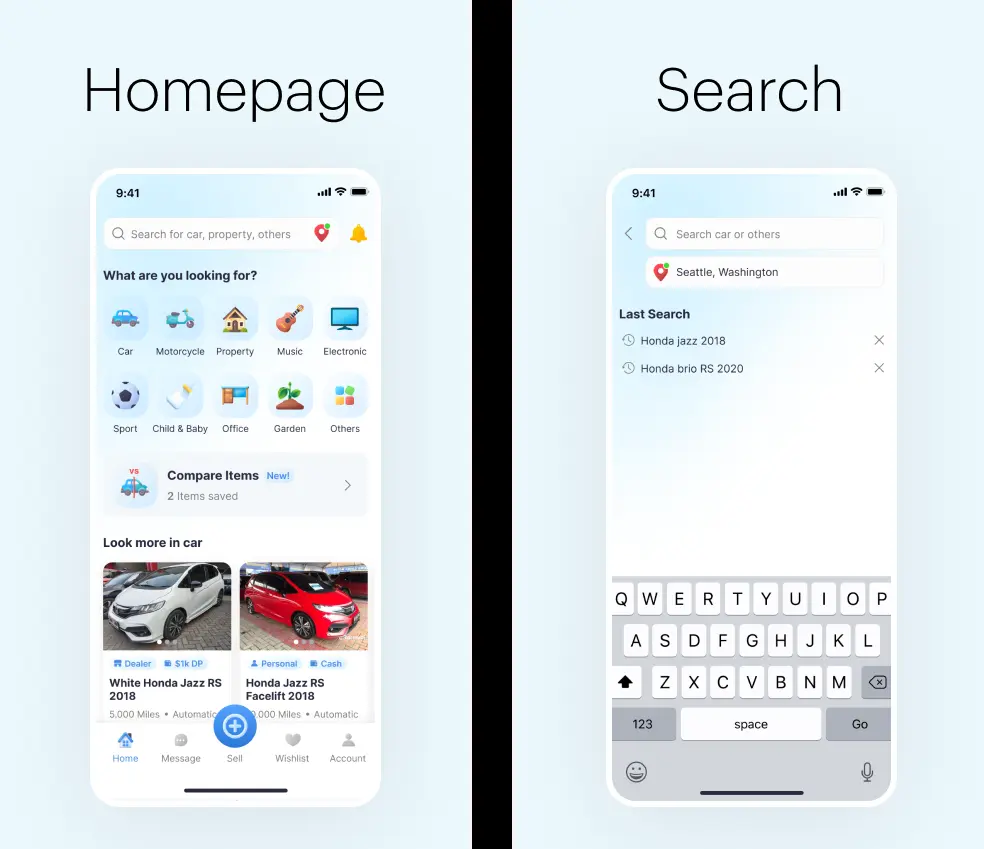 Homepage
9:41
Search for car, property, others
What are you looking for?
Car Motorcycle Property Music Electronic
Sport Child & Baby Office Garden Others
VS
Compare Items New!
2 Items saved
Look more in car
Dealer $1k DP
White Honda Jazz RS
2018
5.000 Miles • Automatic
Personal Cash
Red Honda Jazz RS
Facelift 2018
.000 Miles • Automatic
Home Message Sell Wishlist Account
Search
9:41
Search car or others
Seattle, Washington
Last Search
Honda jazz 2018
Honda brio RS 2020
Q W E R T Y U I O P
A S D F G H J K L
Z X C V B N M
123 space Go